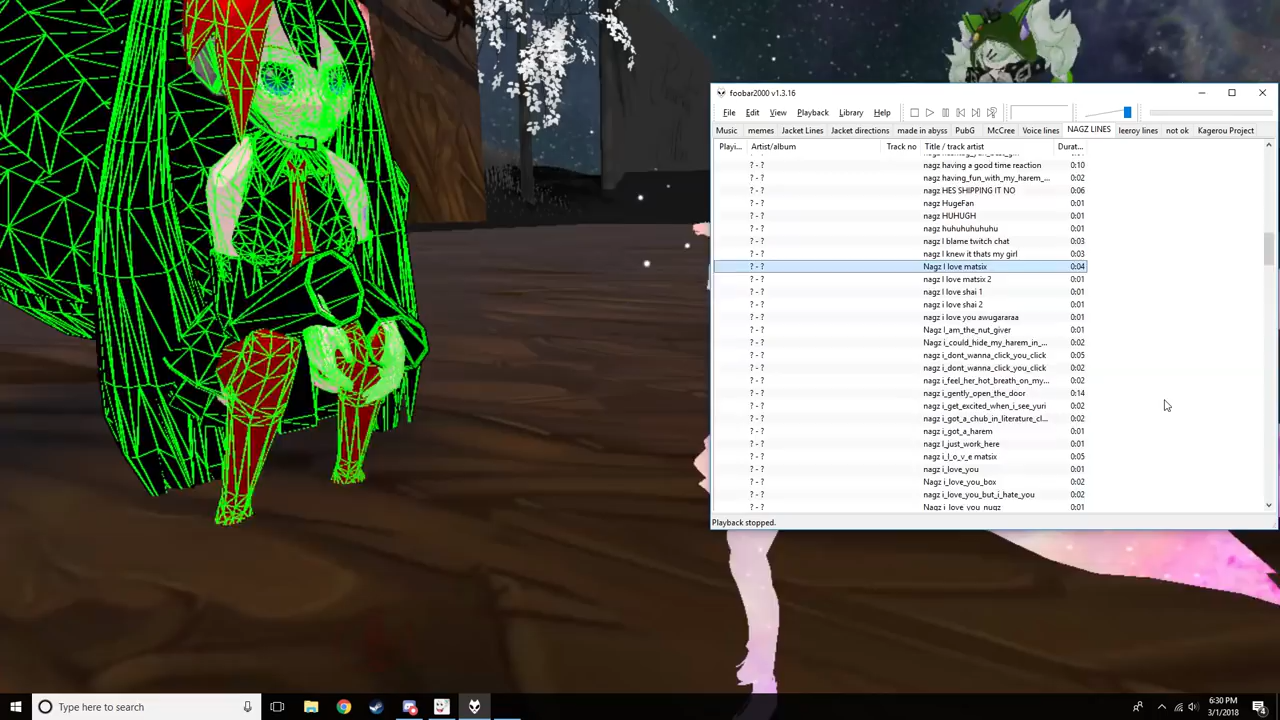 foobar2000 v1.3.16
File Edit View Playback Library Help
Music memes Jacket Lines Jacket directions made in abyss PubG McCree Voice lines NAGZ LINES leeroy lines not ok Kagerou Project
Playi... Artist/album Track no Title / track artist Durat...
? - ? nagz having a good time reaction 0:10
? - ? nagz having_fun_with_my_harem_... 0:02
? - ? nagz HES SHIPPING IT NO 0:06
? - ? nagz HugeFan 0:01
? - ? nagz HUHUGH 0:01
? - ? nagz huhuhuhuhuhu 0:01
? - ? nagz I blame twitch chat 0:03
? - ? nagz I knew it thats my girl 0:03
? - ? Nagz I love matsix 0:04
? - ? nagz I love matsix 2 0:01
? - ? nagz i love shai 1 0:01
? - ? nagz i love shai 2 0:01
? - ? nagz i love you awugararaa 0:01
? - ? Nagz I_am_the_nut_giver 0:01
? - ? nagz i_could_hide_my_harem_in_... 0:02
? - ? nagz i_dont_wanna_click_you_click 0:05
? - ? nagz i_dont_wanna_click_you_click 0:02
? - ? nagz i_feel_her_hot_breath_on_my... 0:02
? - ? nagz i_gently_open_the_door 0:14
? - ? nagz i_get_excited_when_i_see_yuri 0:02
? - ? nagz i_got_a_chub_in_literature_cl... 0:02
? - ? nagz i_got_a_harem 0:01
? - ? nagz I_just_work_here 0:01
? - ? nagz i_l_o_v_e matsix 0:05
? - ? nagz i_love_you 0:01
? - ? nagz i_love_you_box 0:02
? - ? nagz i_love_you_but_i_hate_you 0:02
? - ? Nagz i_love_you_nugz 0:01
Playback stopped.
Type here to search
6:30 PM
3/1/2018
4